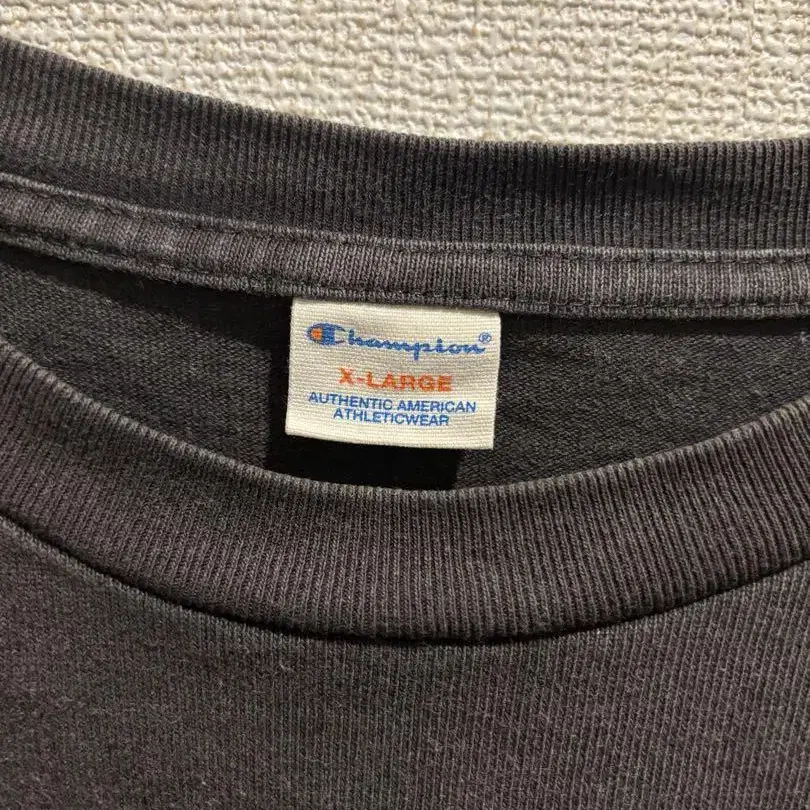 Champion®
X-LARGE
AUTHENTIC AMERICAN
ATHLETICWEAR